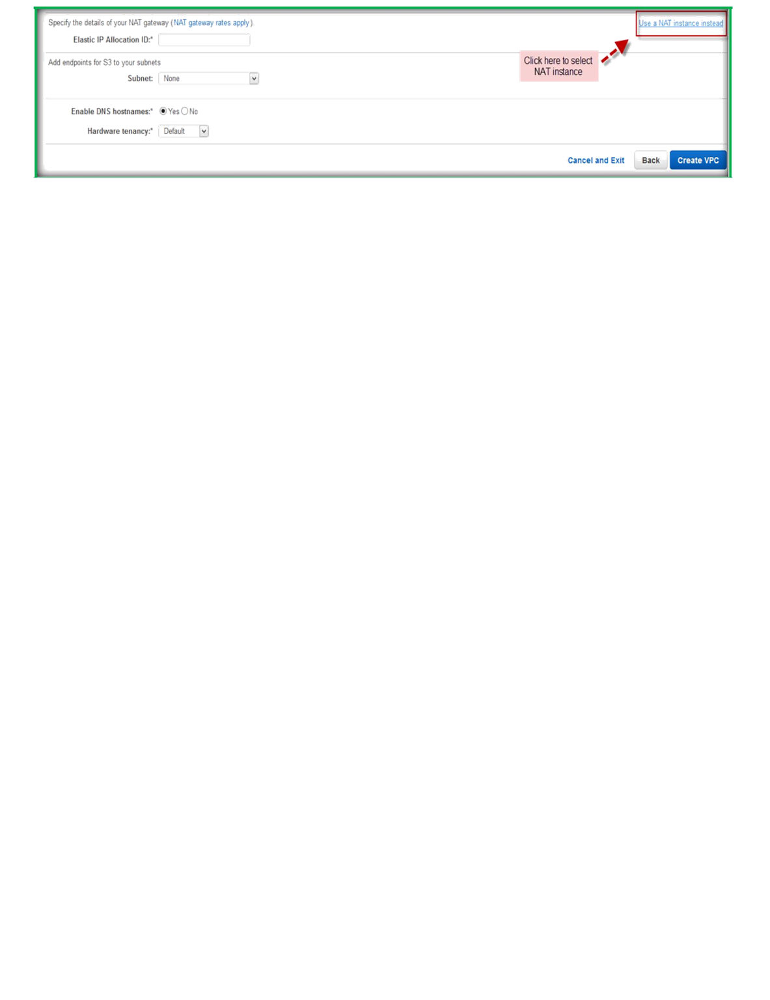 Specify the details of your NAT gateway (NAT gateway rates apply).
Use a NAT instance instead
Elastic IP Allocation ID:*
Click here to select
NAT instance
Add endpoints for S3 to your subnets
Subnet: None
Enable DNS hostnames:* Yes No
Hardware tenancy:* Default
Cancel and Exit Back Create VPC